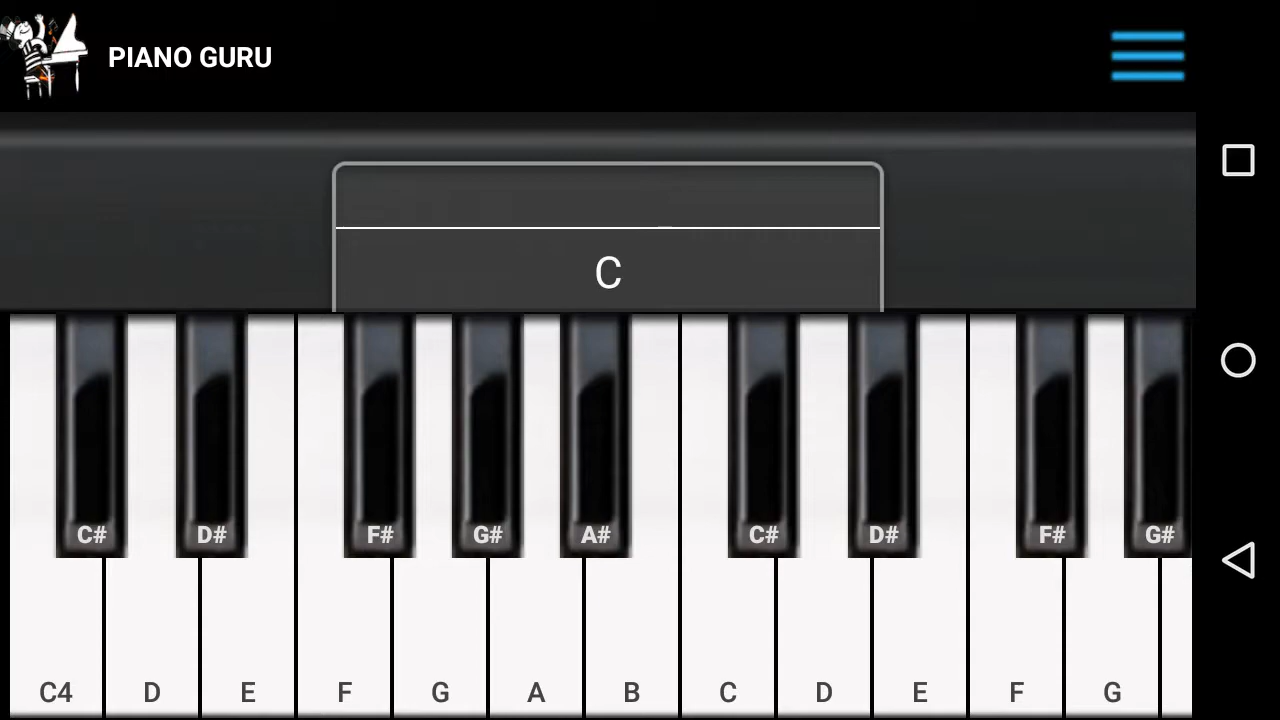 PIANO GURU
C
C# D# F# G# A# C# D# F# G#
C4 D E F G A B C D E F G